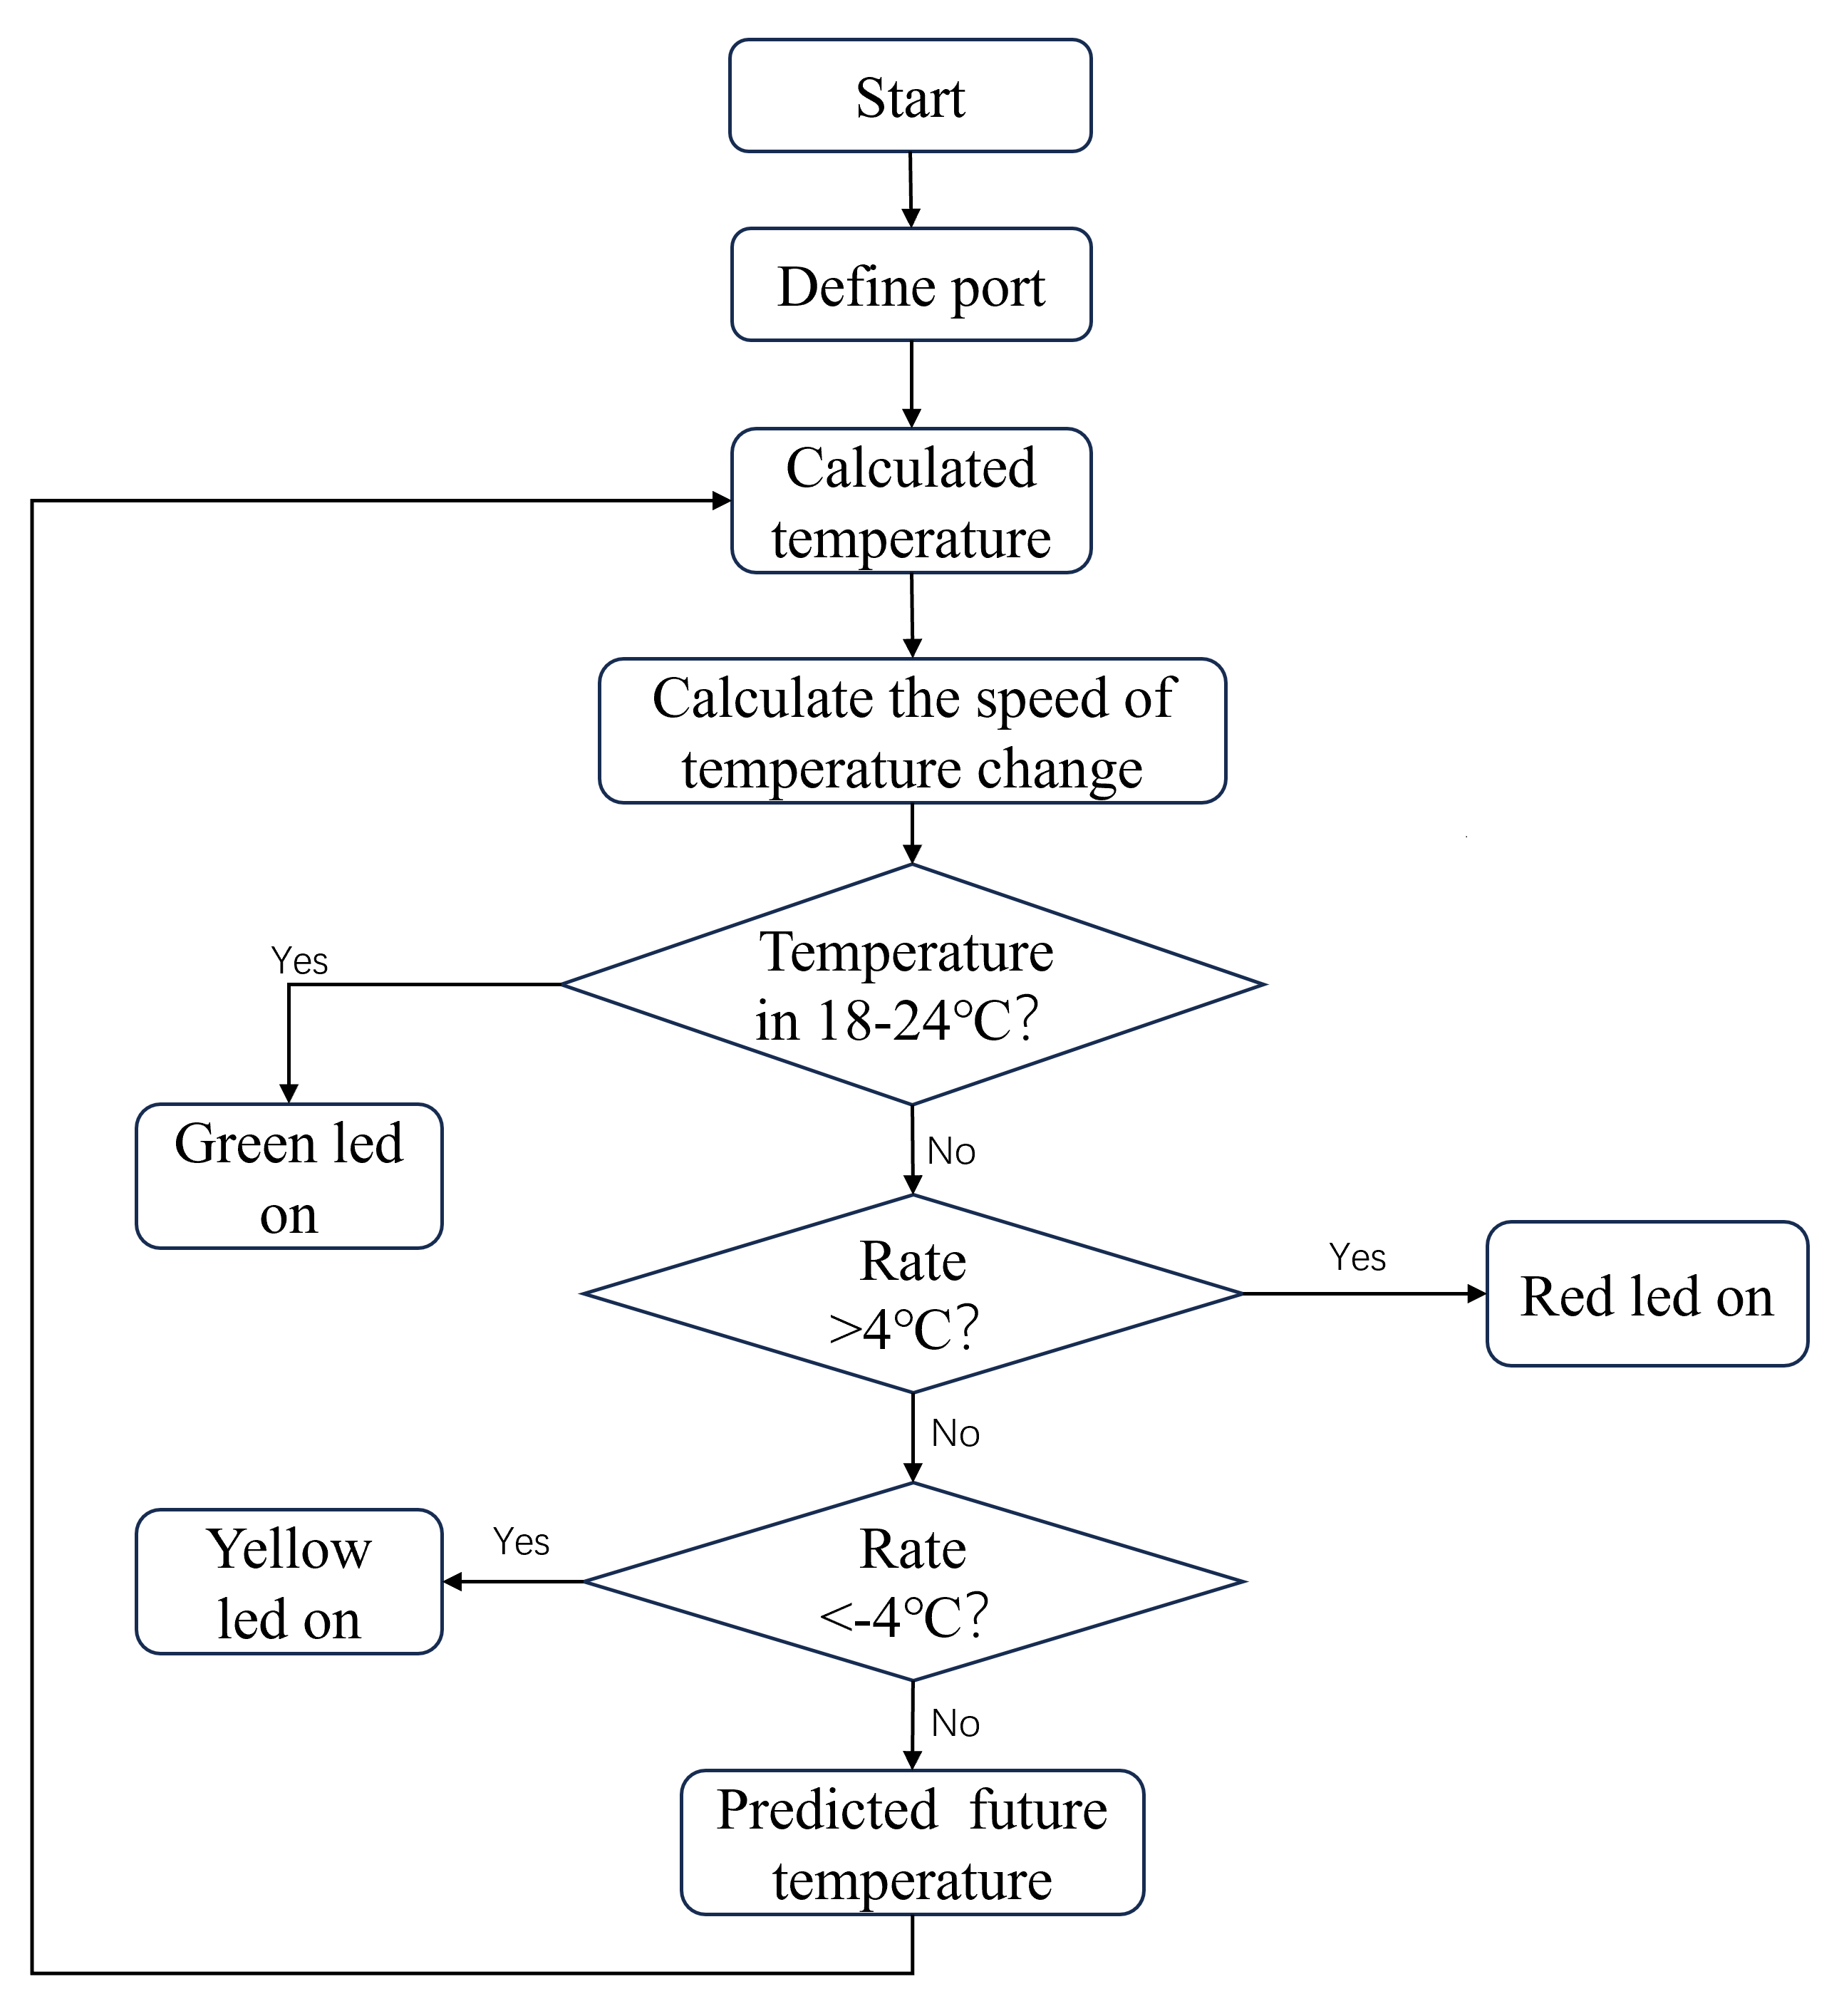 Start
Define port
Calculated
temperature
Calculate the speed of
temperature change
Temperature
in 18-24℃?
Yes
Green led
on
No
Rate
>4℃?
Yes
Red led on
No
Rate
<-4℃?
Yes
Yellow
led on
No
Predicted future
temperature